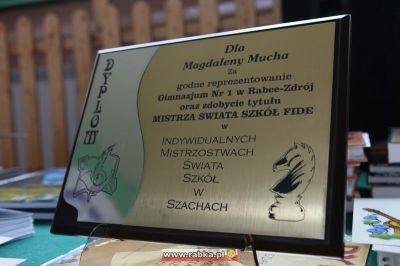 DYPLOM
Dla
Magdaleny Mucha
Za
godne reprezentowanie
Gimnazjum Nr 1 w Rabce-Zdrój
oraz zdobycie tytułu
MISTRZA ŚWIATA SZKÓŁ FIDE
w
INDYWIDUALNYCH
MISTRZOSTWACH
ŚWIATA
SZKÓŁ
W
SZACHACH
www.rabka.pl